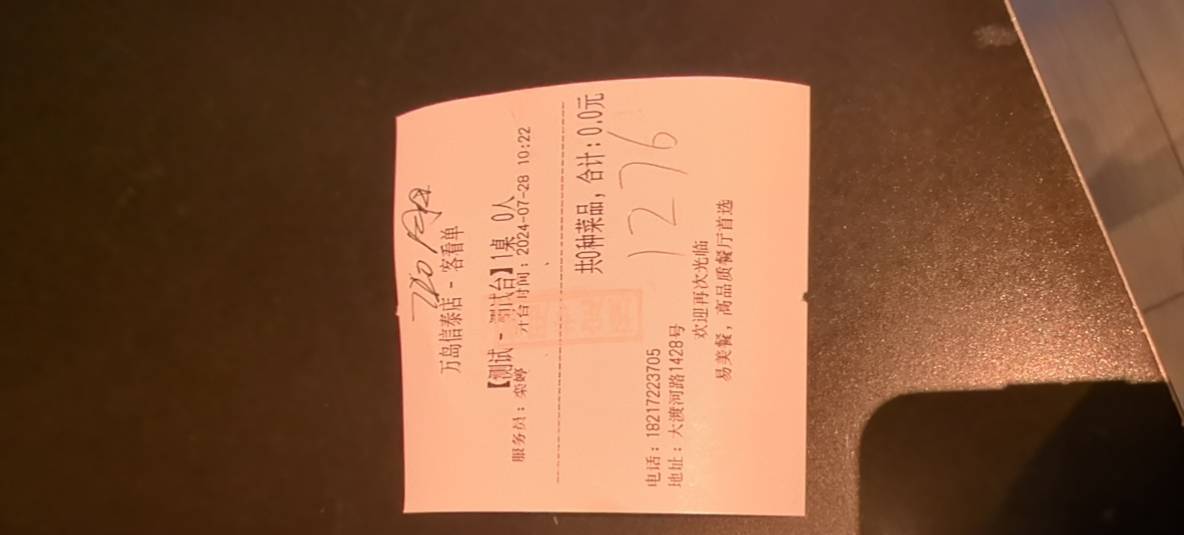 万岛信泰店 - 客看单
【测试 - 测试台】1桌 0人
服务员：荣婷 开台时间：2024-07-28 10:22
共0种菜品，合计：0.0元
1276
电话：18217223705
地址：大渡河路1428号
欢迎再次光临
易美餐，高品质餐厅首选